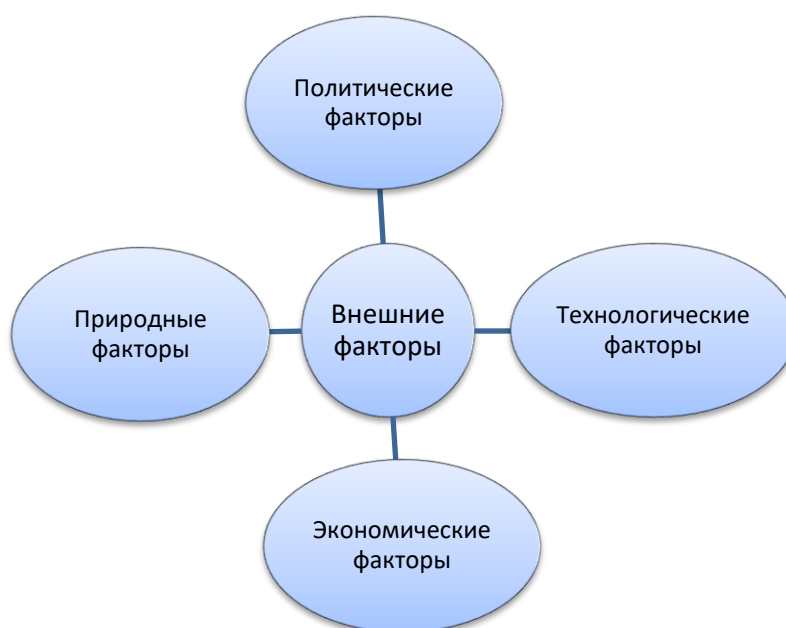 Политические
факторы
Природные
факторы
Внешние
факторы
Технологические
факторы
Экономические
факторы